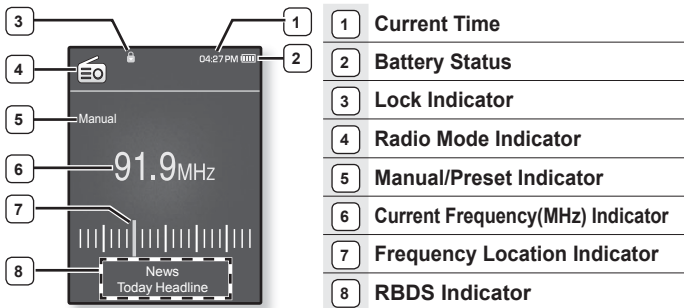 3
1
04:27 PM
2
4
5
Manual
6
91.9MHz
7
8
News
Today Headline
1 Current Time
2 Battery Status
3 Lock Indicator
4 Radio Mode Indicator
5 Manual/Preset Indicator
6 Current Frequency(MHz) Indicator
7 Frequency Location Indicator
8 RBDS Indicator